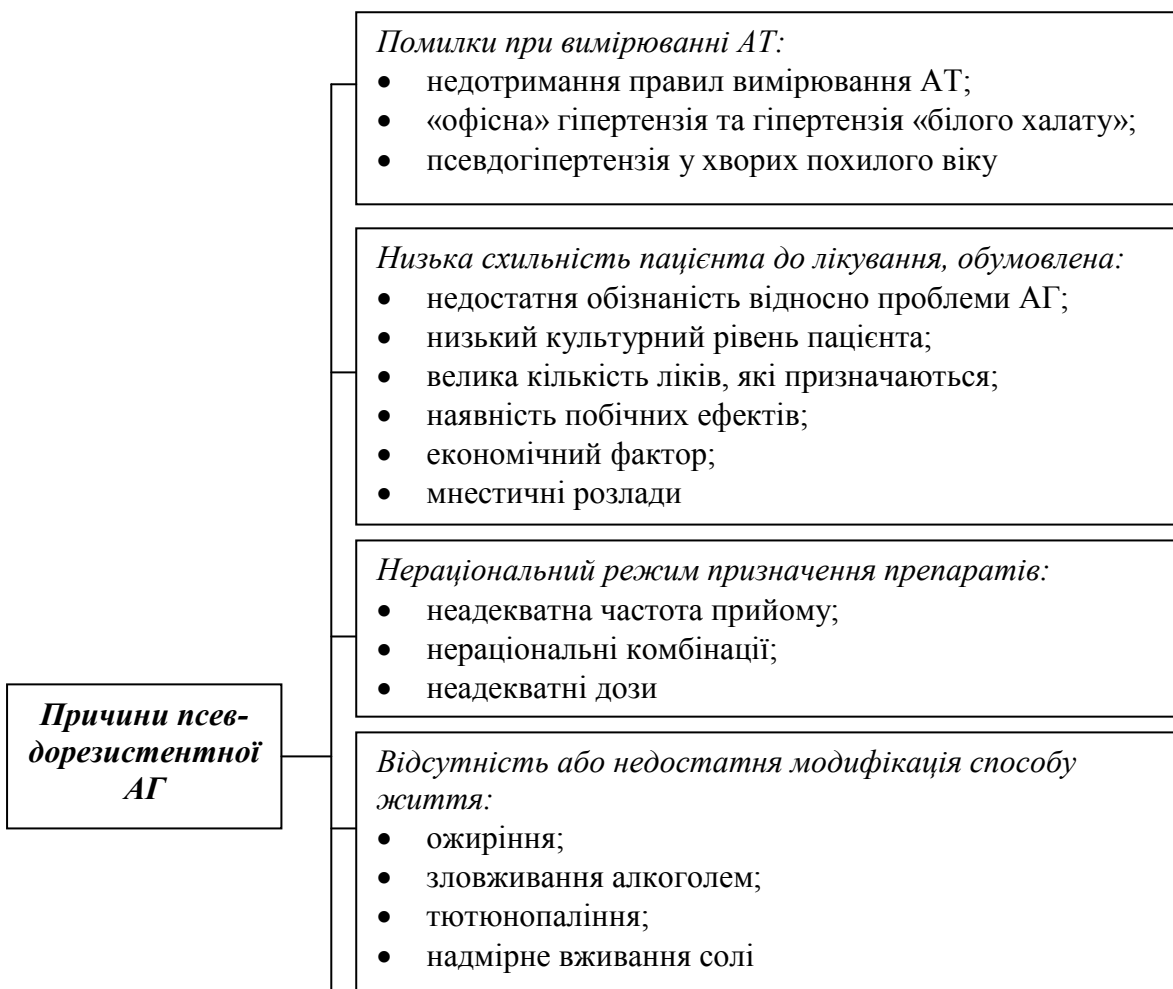 Помилки при вимірюванні АТ:
• недотримання правил вимірювання АТ;
• «офісна» гіпертензія та гіпертензія «білого халату»;
• псевдогіпертензія у хворих похилого віку
Низька схильність пацієнта до лікування, обумовлена:
• недостатня обізнаність відносно проблеми АГ;
• низький культурний рівень пацієнта;
• велика кількість ліків, які призначаються;
• наявність побічних ефектів;
• економічний фактор;
• мнестичні розлади
Нераціональний режим призначення препаратів:
• неадекватна частота прийому;
• нераціональні комбінації;
• неадекватні дози
Причини псев-
дорезистентної
АГ
Відсутність або недостатня модифікація способу
життя:
• ожиріння;
• зловживання алкоголем;
• тютюнопаління;
• надмірне вживання солі